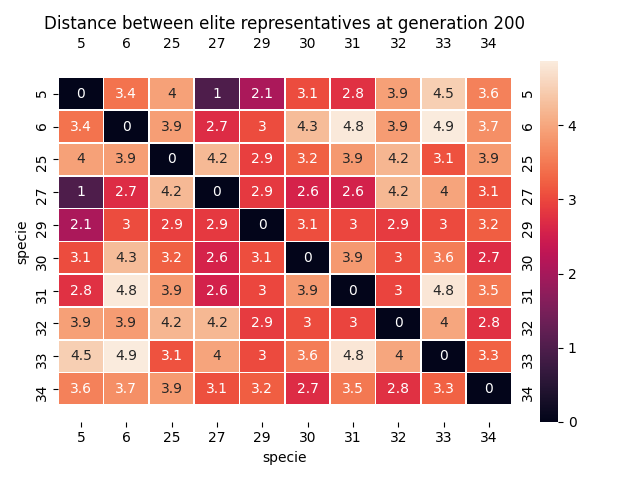 Distance between elite representatives at generation 200
5 6 25 27 29 30 31 32 33 34
5 0 3.4 4 1 2.1 3.1 2.8 3.9 4.5 3.6 5
6 3.4 0 3.9 2.7 3 4.3 4.8 3.9 4.9 3.7 6
25 4 3.9 0 4.2 2.9 3.2 3.9 4.2 3.1 3.9 25
27 1 2.7 4.2 0 2.9 2.6 2.6 4.2 4 3.1 27
29 2.1 3 2.9 2.9 0 3.1 3 2.9 3 3.2 29
30 3.1 4.3 3.2 2.6 3.1 0 3.9 3 3.6 2.7 30
31 2.8 4.8 3.9 2.6 3 3.9 0 3 4.8 3.5 31
32 3.9 3.9 4.2 4.2 2.9 3 3 0 4 2.8 32
33 4.5 4.9 3.1 4 3 3.6 4.8 4 0 3.3 33
34 3.6 3.7 3.9 3.1 3.2 2.7 3.5 2.8 3.3 0 34
5 6 25 27 29 30 31 32 33 34
specie
specie
4
3
2
1
0